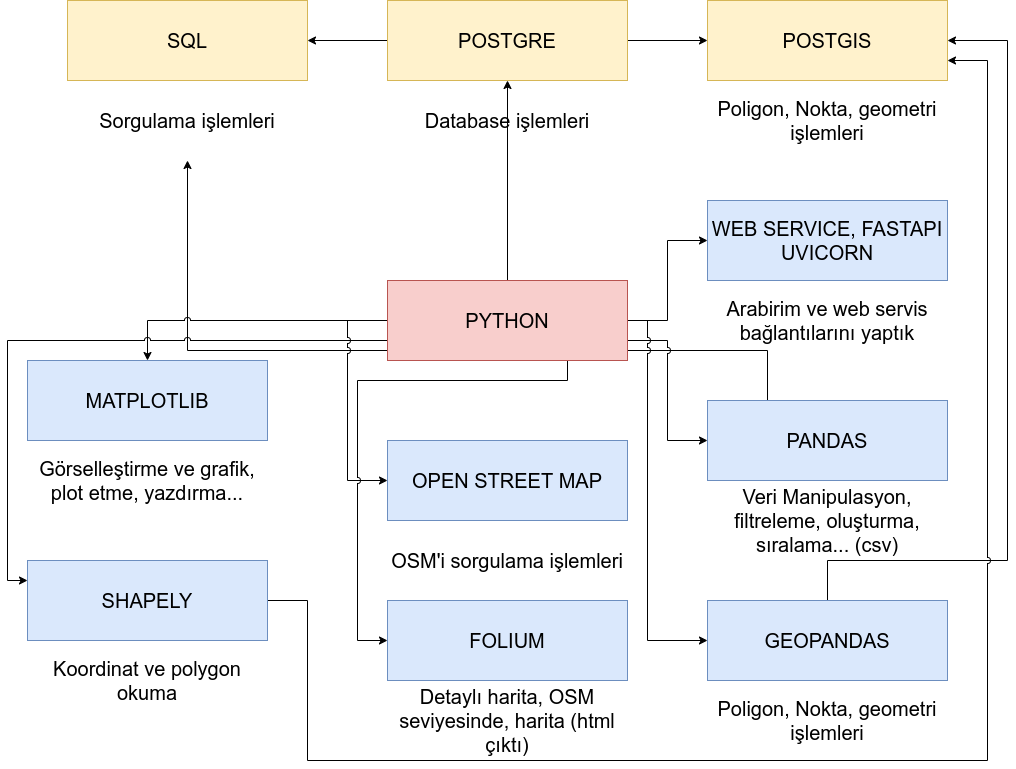 SQL
POSTGRE
POSTGIS
Sorgulama işlemleri
Database işlemleri
Poligon, Nokta, geometri
işlemleri
WEB SERVICE, FASTAPI
UVICORN
Arabirim ve web servis
bağlantılarını yaptık
PYTHON
MATPLOTLIB
Görselleştirme ve grafik,
plot etme, yazdırma...
OPEN STREET MAP
OSM'i sorgulama işlemleri
PANDAS
Veri Manipulasyon,
filtreleme, oluşturma,
sıralama... (csv)
SHAPELY
Koordinat ve polygon
okuma
FOLIUM
Detaylı harita, OSM
seviyesinde, harita (html
çıktı)
GEOPANDAS
Poligon, Nokta, geometri
işlemleri